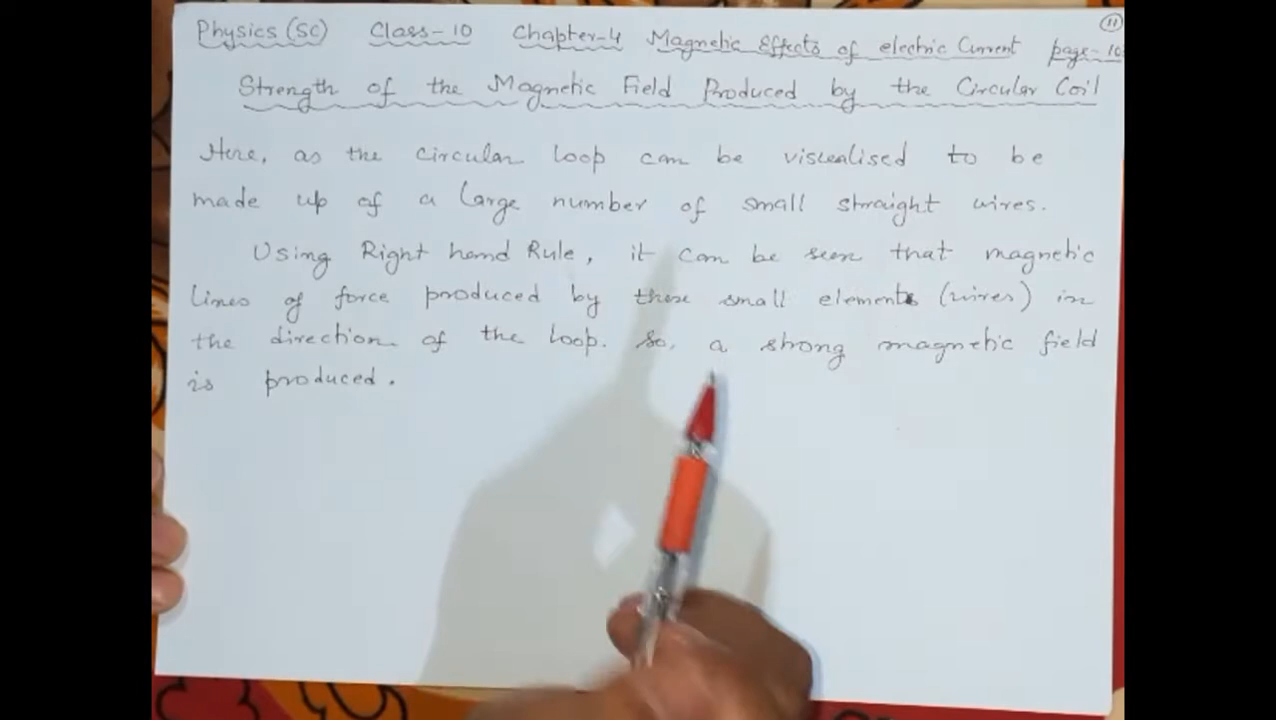 11
Physics (SC) Class-10 Chapter-4 Magnetic Effects of electric Current page-10
Strength of the Magnetic Field Produced by the Circular Coil
Here, as the circular loop can be visualised to be
made up of a large number of small straight wires.
Using Right hand Rule, it can be seen that magnetic
lines of force produced by these small elements (wires) in
the direction of the loop. So, a strong magnetic field
is produced.